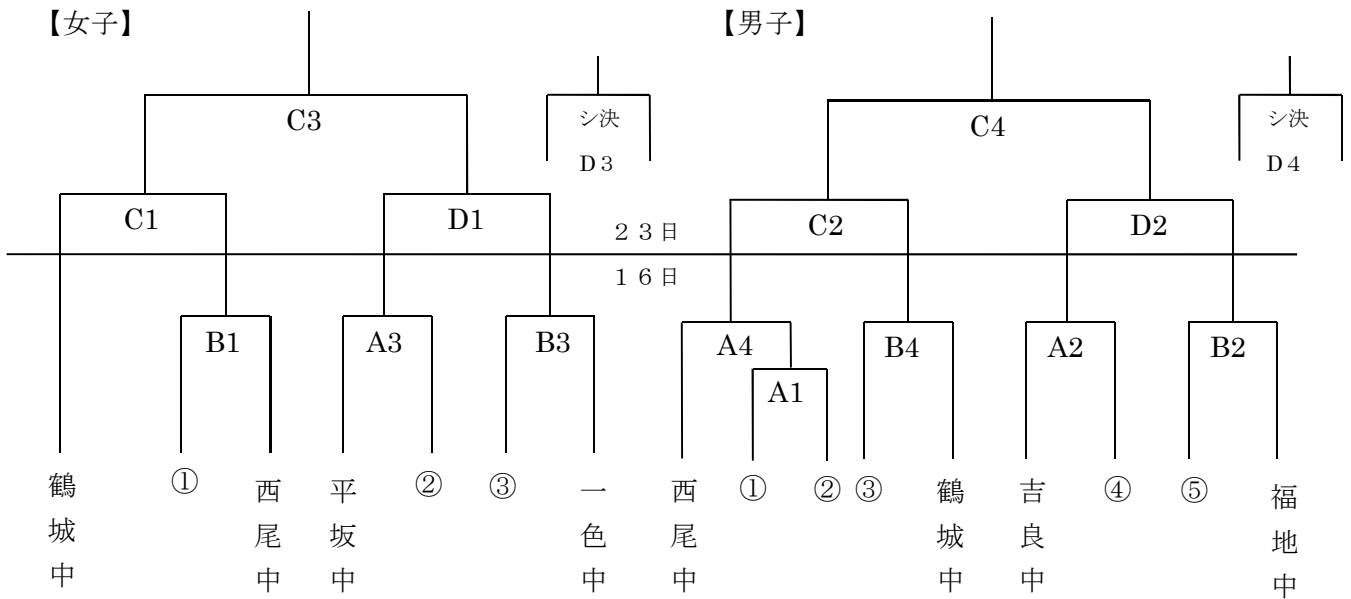 【女子】 【男子】
C3 シ決 C4 シ決
D３ D４
C1 D1 C2 D2
２３日
１６日
B1 A3 B3 A4 B4 A2 B2
A1
鶴城中 ① 西尾中 平坂中 ② ③ 一色中 西尾中 ① ② ③ 鶴城中 吉良中 ④ ⑤ 福地中